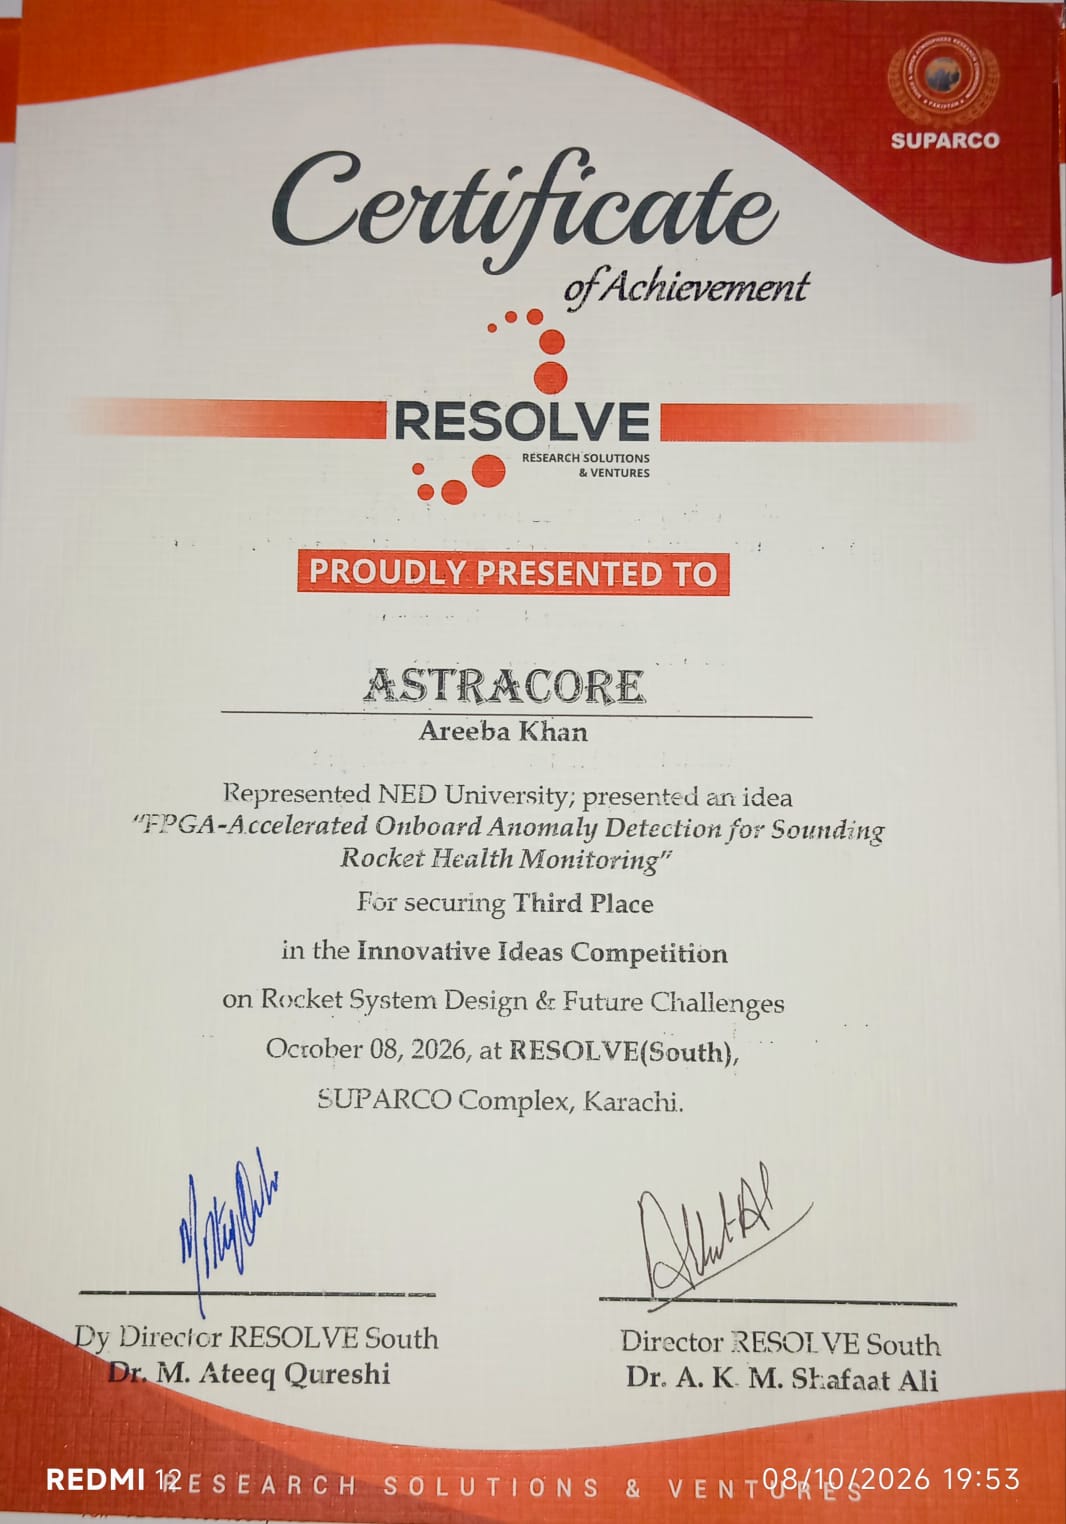 SUPARCO
Certificate
of Achievement
RESOLVE
RESEARCH SOLUTIONS
& VENTURES
PROUDLY PRESENTED TO
ASTRACORE
Areeba Khan
Represented NED University; presented an idea
“FPGA-Accelerated Onboard Anomaly Detection for Sounding
Rocket Health Monitoring”
For securing Third Place
in the Innovative Ideas Competition
on Rocket System Design & Future Challenges
October 08, 2026, at RESOLVE(South),
SUPARCO Complex, Karachi.
Dy Director RESOLVE South
Dr. M. Ateeq Qureshi
Director RESOLVE South
Dr. A. K. M. Shafaat Ali
RESEARCH SOLUTIONS & VENTURES
REDMI 12
08/10/2026 19:53